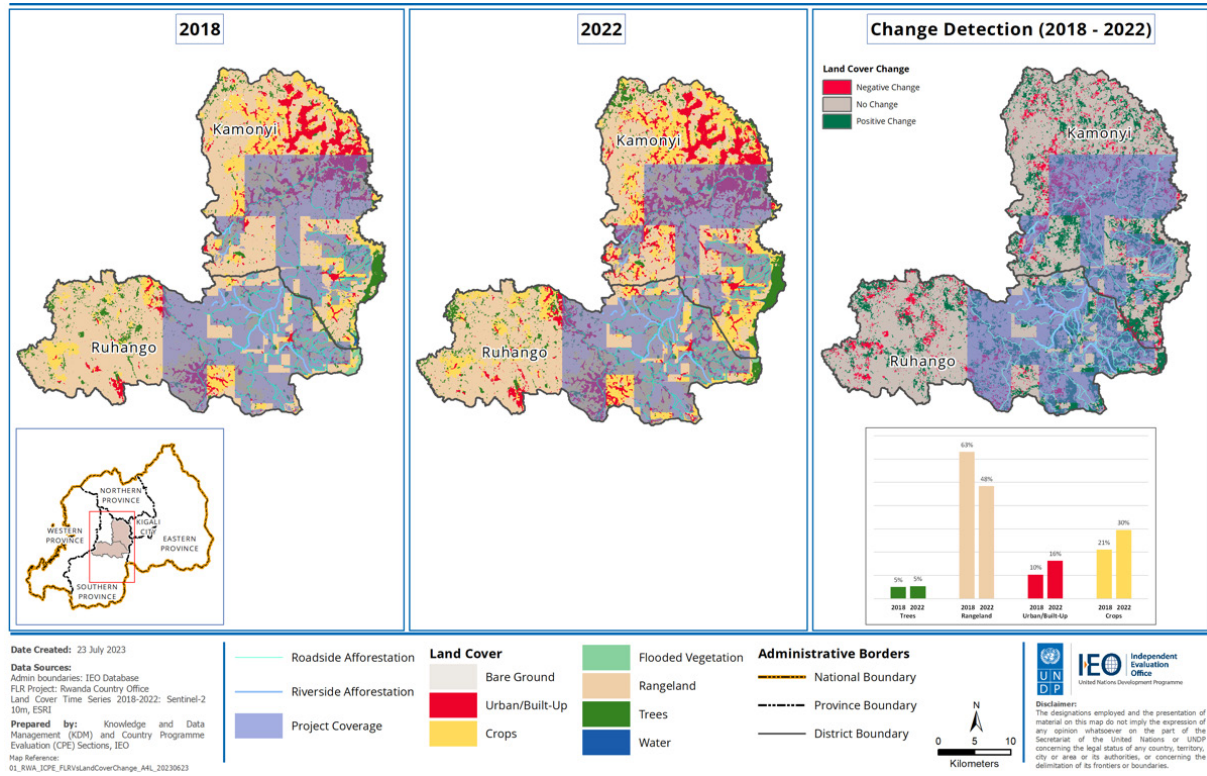 2018
Kamonyi
Ruhango
NORTHERN
PROVINCE
WESTERN
PROVINCE
KIGALI
CITY
EASTERN
PROVINCE
SOUTHERN
PROVINCE
2022
Kamonyi
Ruhango
Change Detection (2018 - 2022)
Land Cover Change
Negative Change
No Change
Positive Change
Kamonyi
Ruhango
63%
48%
30%
21%
16%
10%
5% 5%
2018 2022 2018 2022 2018 2022 2018 2022
Trees Rangeland Urban/Built-Up Crops
Date Created: 23 July 2023
Data Sources:
Admin boundaries: IEO Database
FLR Project: Rwanda Country Office
Land Cover Time Series 2018-2022: Sentinel-2
10m, ESRI
Prepared by: Knowledge and Data
Management (KDM) and Country Programme
Evaluation (CPE) Sections, IEO
Map Reference:
01_RWA_ICPE_FLRVsLandCoverChange_A4L_20230623
Roadside Afforestation
Riverside Afforestation
Project Coverage
Land Cover
Bare Ground
Urban/Built-Up
Crops
Flooded Vegetation
Rangeland
Trees
Water
Administrative Borders
National Boundary
Province Boundary
District Boundary
N
0 5 10
Kilometers
U N
D P
IEO
Independent
Evaluation
Office
United Nations Development Programme
Disclaimer:
The designations employed and the presentation of
material on this map do not imply the expression of
any opinion whatsoever on the part of the
Secretariat of the United Nations or UNDP
concerning the legal status of any country, territory,
city or area or its authorities, or concerning the
delimitation of its frontiers or boundaries.